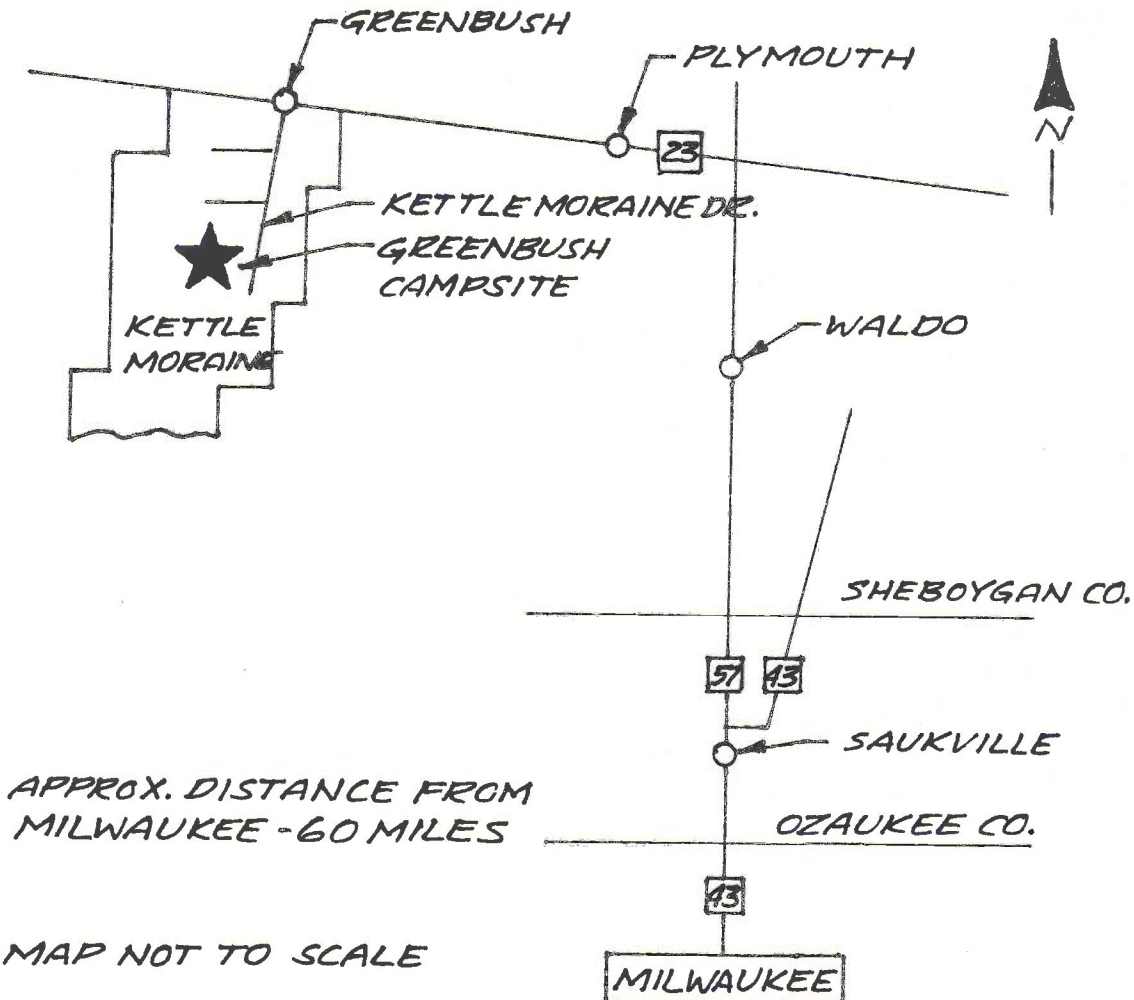 GREENBUSH
PLYMOUTH
N
23
KETTLE MORAINE DR.
GREENBUSH
CAMPSITE
KETTLE
MORAINE
WALDO
SHEBOYGAN CO.
57
43
SAUKVILLE
APPROX. DISTANCE FROM
MILWAUKEE - 60 MILES
OZAUKEE CO.
43
MAP NOT TO SCALE
MILWAUKEE